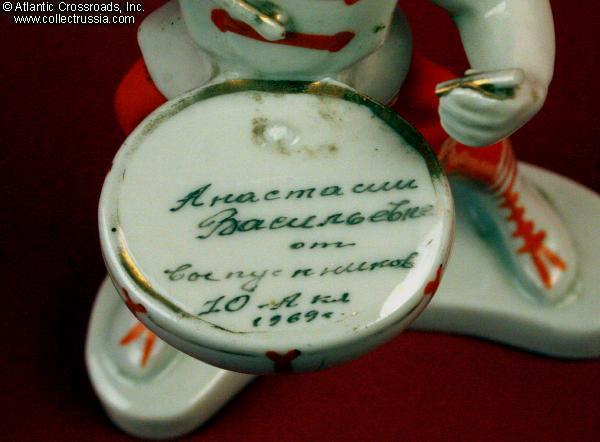 © Atlantic Crossroads, Inc.
www.collectrussia.com
Анастасии
Васильевне
от
выпускников
10-А кл
1969г.